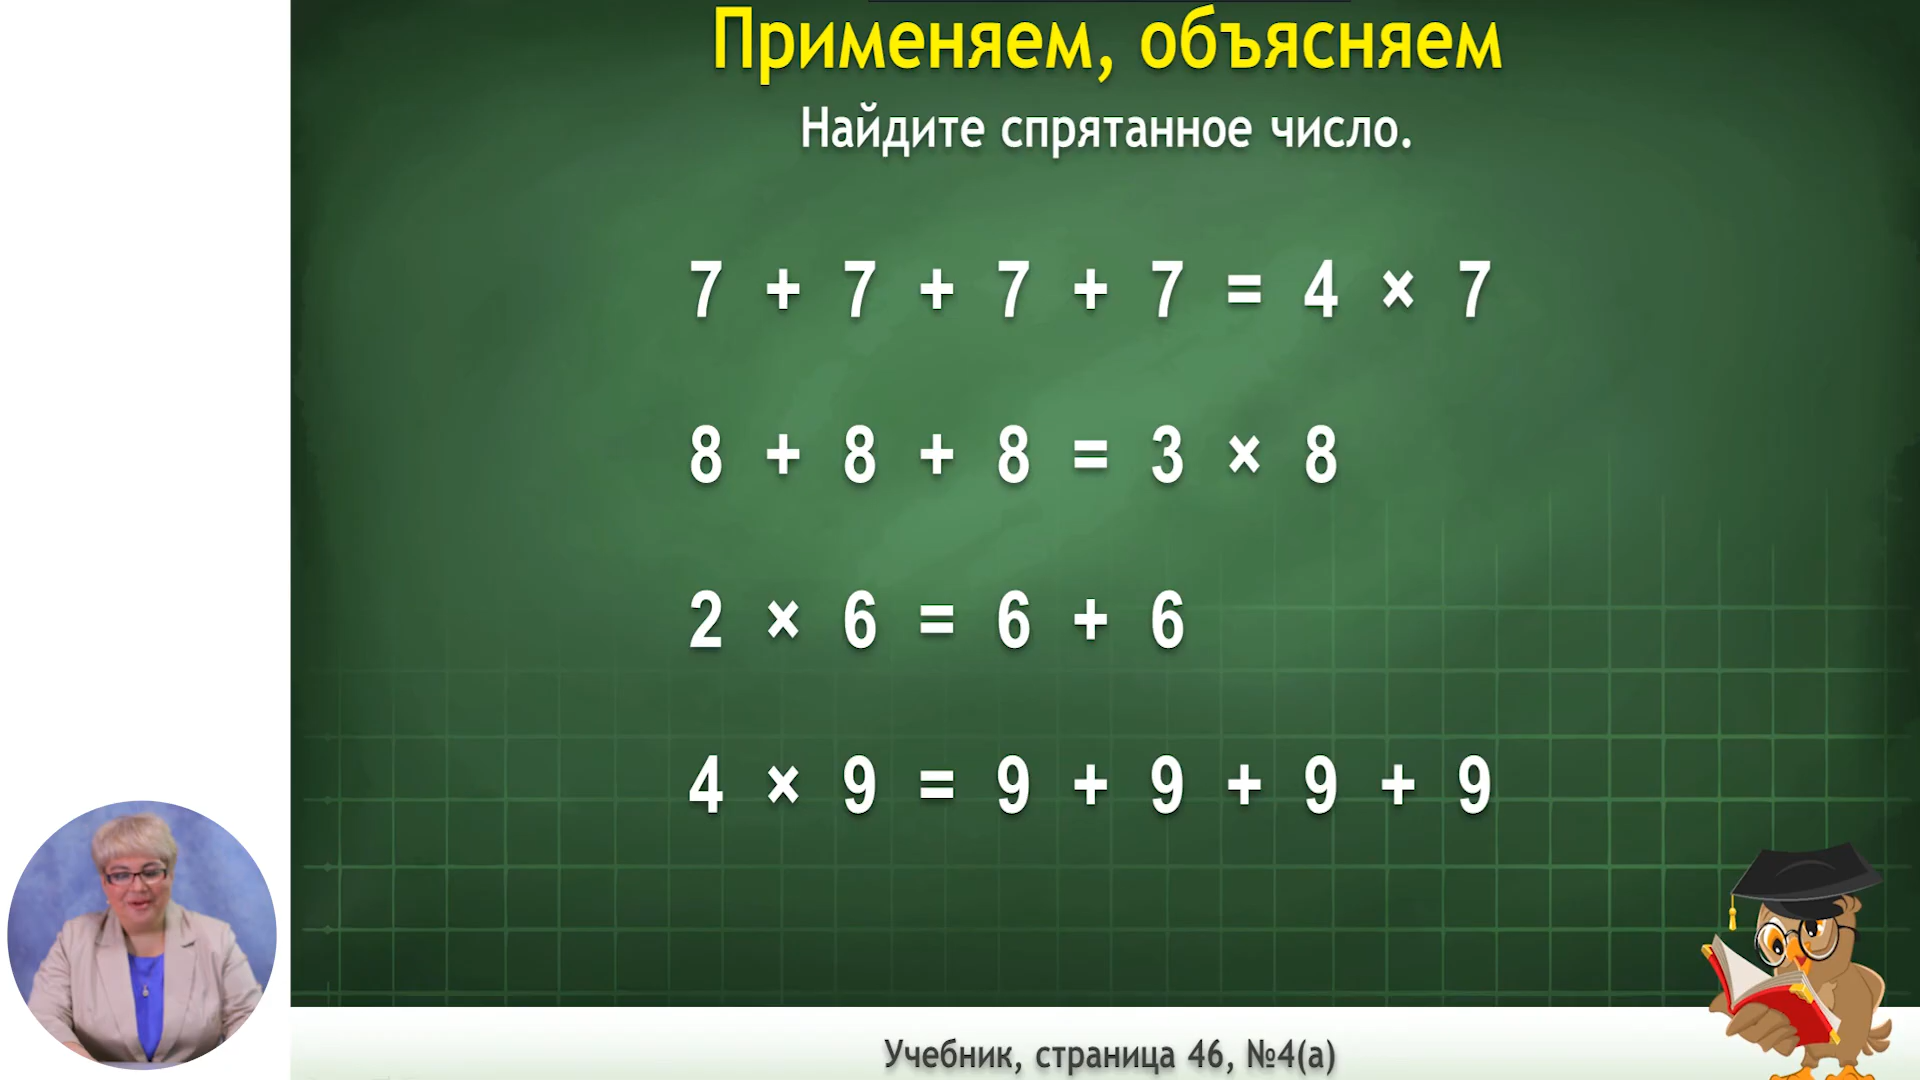 Применяем, объясняем
Найдите спрятанное число.
7 + 7 + 7 + 7 = 4 × 7
8 + 8 + 8 = 3 × 8
2 × 6 = 6 + 6
4 × 9 = 9 + 9 + 9 + 9
Учебник, страница 46, №4(а)